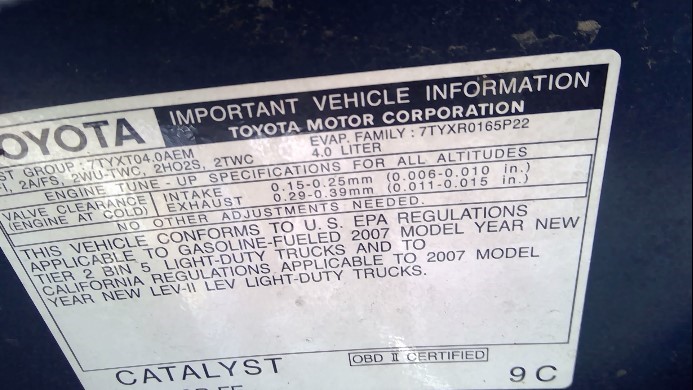 OYOTA IMPORTANT VEHICLE INFORMATION
TOYOTA MOTOR CORPORATION
ST GROUP : 7TYXT04.0AEM EVAP. FAMILY : 7TYXR0165P22
2A/FS, 2WU-TWC, 2HO2S, 2TWC 4.0 LITER
ENGINE TUNE-UP SPECIFICATIONS FOR ALL ALTITUDES
VALVE CLEARANCE INTAKE 0.15-0.25mm (0.006-0.010 in.)
(ENGINE AT COLD) EXHAUST 0.29-0.39mm (0.011-0.015 in.)
NO OTHER ADJUSTMENTS NEEDED.
THIS VEHICLE CONFORMS TO U.S. EPA REGULATIONS
APPLICABLE TO GASOLINE-FUELED 2007 MODEL YEAR NEW
TIER 2 BIN 5 LIGHT-DUTY TRUCKS AND TO
CALIFORNIA REGULATIONS APPLICABLE TO 2007 MODEL
YEAR NEW LEV-II LEV LIGHT-DUTY TRUCKS.
OBD II CERTIFIED
CATALYST 9C